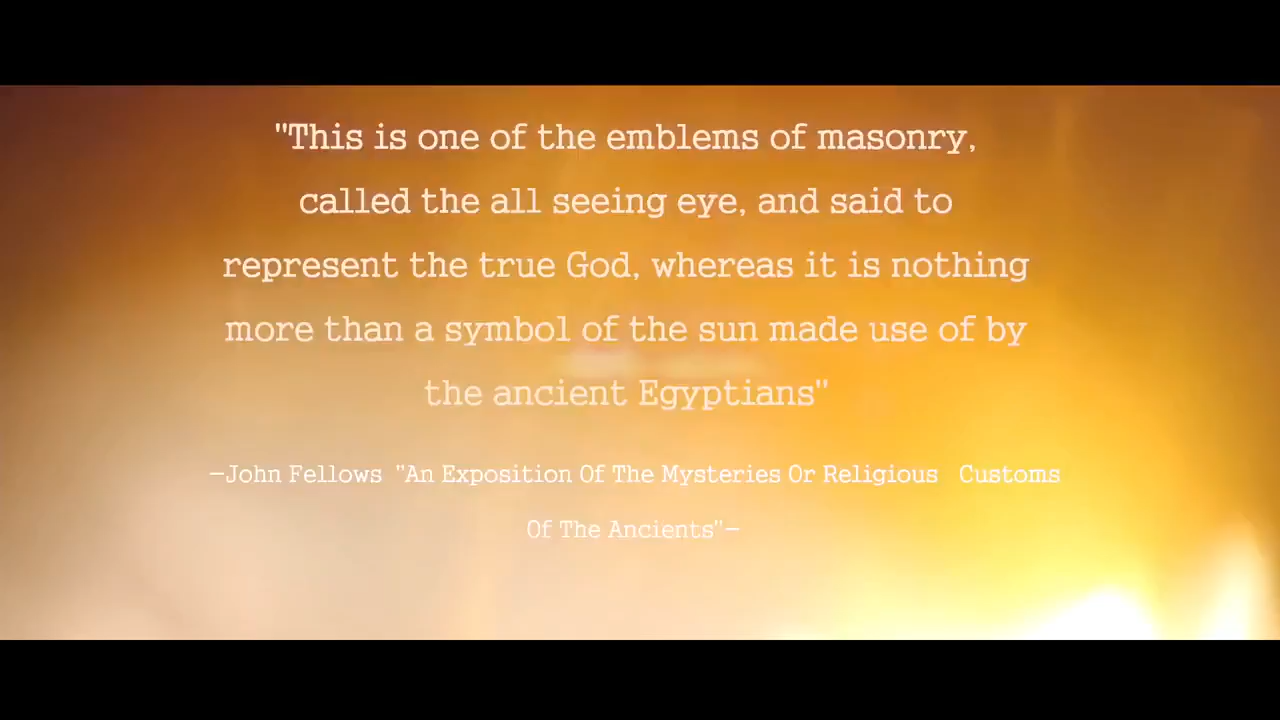 "This is one of the emblems of masonry,
called the all seeing eye, and said to
represent the true God, whereas it is nothing
more than a symbol of the sun made use of by
the ancient Egyptians"
—John Fellows "An Exposition Of The Mysteries Or Religious Customs
Of The Ancients"—